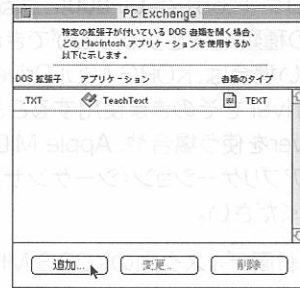 PC Exchange
特定の拡張子が付いている DOS 書類を開く場合、
どの Macintosh アプリケーションを使用するか
以下に示します。
DOS 拡張子 アプリケーション 書類のタイプ
.TXT TeachText TEXT
追加... 変更... 削除